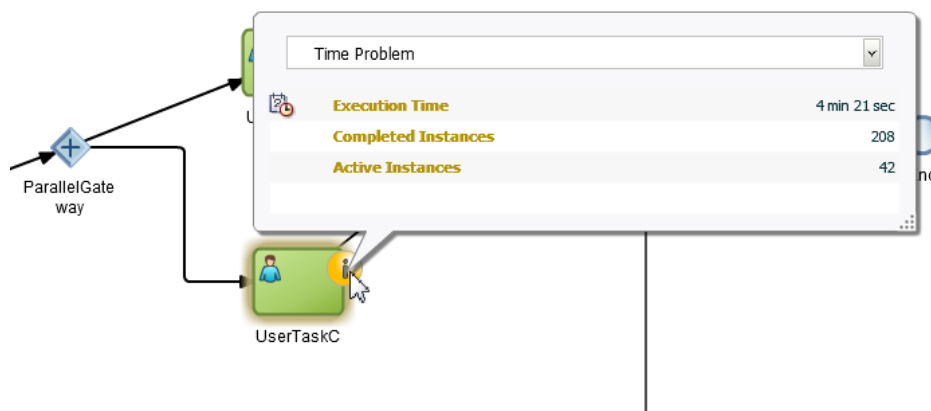 Time Problem
Execution Time 4 min 21 sec
Completed Instances 208
Active Instances 42
ParallelGate
way
UserTaskC